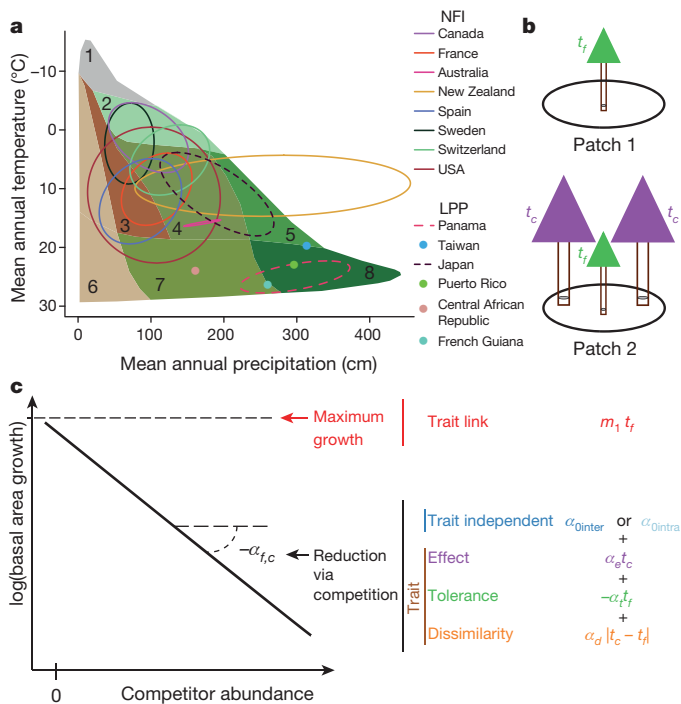 a
Mean annual temperature (°C)
−10
0
10
20
30
1
2
3
4
5
6
7
8
0
100
200
300
400
Mean annual precipitation (cm)
NFI
Canada
France
Australia
New Zealand
Spain
Sweden
Switzerland
USA
LPP
Panama
Taiwan
Japan
Puerto Rico
Central African
Republic
French Guiana
b
t_f
Patch 1
t_c
t_c
t_f
Patch 2
c
log(basal area growth)
0
Competitor abundance
Maximum
growth
−α_f,c
Reduction
via
competition
Trait link m₁ t_f
Trait
Trait independent α_0inter or α_0intra
+
Effect α_e t_c
+
Tolerance −α_t t_f
+
Dissimilarity α_d |t_c − t_f|